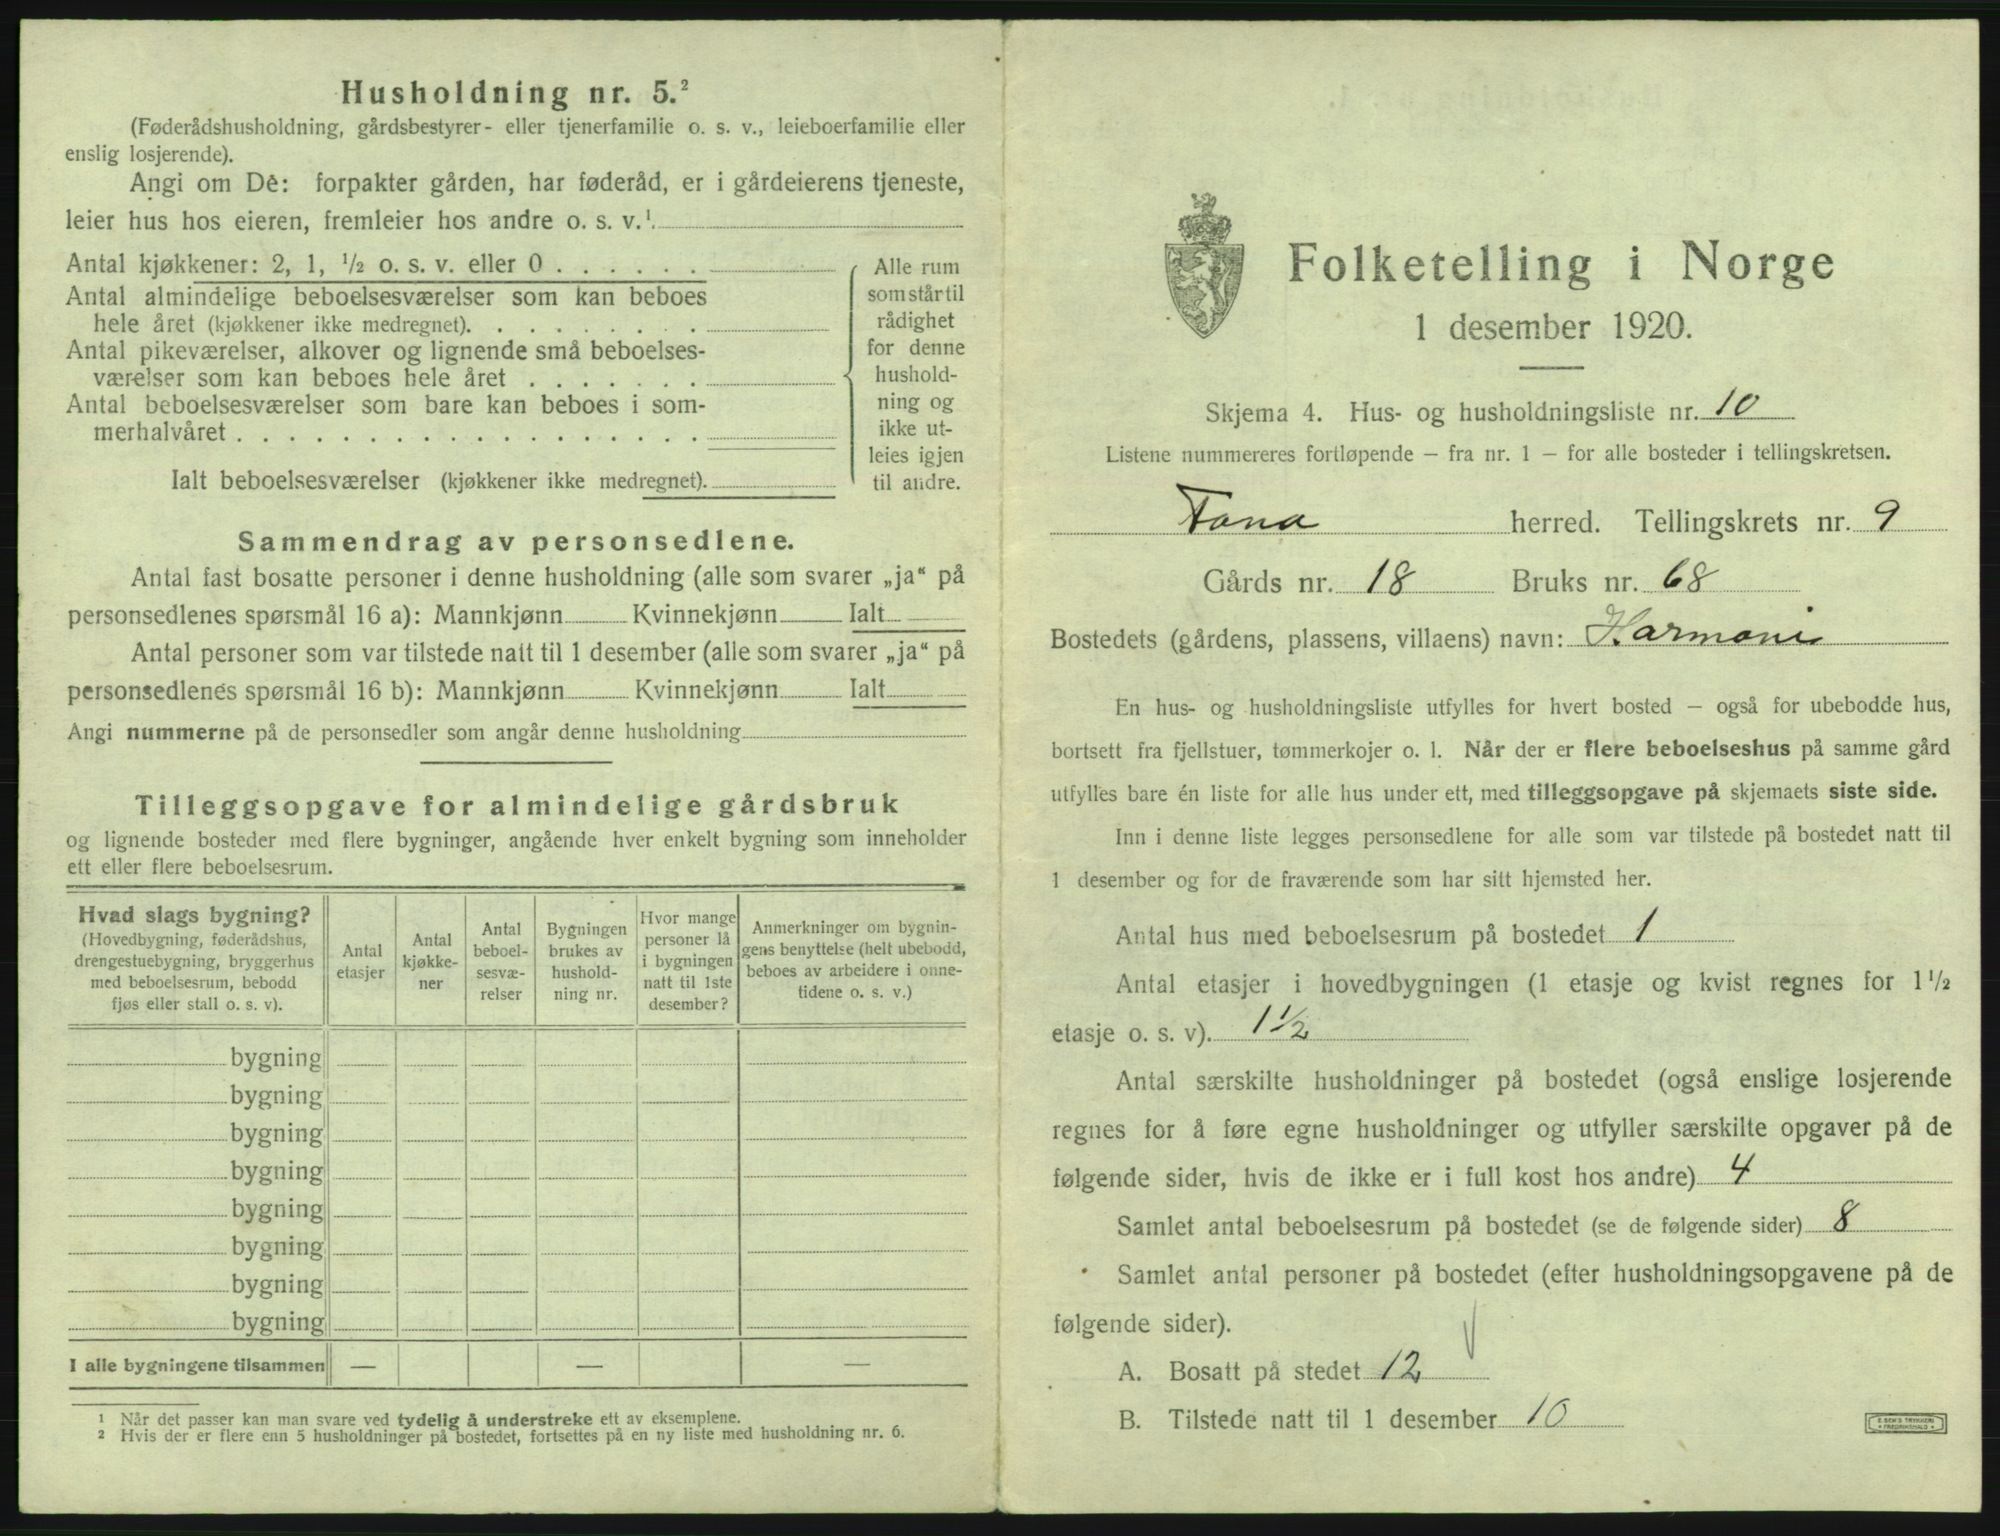 Husholdning nr. 5.²
(Føderådshusholdning, gårdsbestyrer- eller tjenerfamilie o. s. v., leieboerfamilie eller
enslig losjerende).
Angi om De: forpakter gården, har føderåd, er i gårdeierens tjeneste,
leier hus hos eieren, fremleier hos andre o. s. v.¹
Antal kjøkkener: 2, 1, ½ o. s. v. eller 0 . . . . . .
Antal almindelige beboelsesværelser som kan beboes
hele året (kjøkkener ikke medregnet). . . . . . . . .
Antal pikeværelser, alkover og lignende små beboelses-
værelser som kan beboes hele året . . . . . . .
Antal beboelsesværelser som bare kan beboes i som-
merhalvåret . . . . . . . . . . . . . . . . . .
Ialt beboelsesværelser (kjøkkener ikke medregnet).
Alle rum
som står til
rådighet
for denne
hushold-
ning og
ikke ut-
leies igjen
til andre.
Sammendrag av personsedlene.
Antal fast bosatte personer i denne husholdning (alle som svarer „ja“ på
personsedlenes spørsmål 16 a): Mannkjønn Kvinnekjønn Ialt
Antal personer som var tilstede natt til 1 desember (alle som svarer „ja“ på
personsedlenes spørsmål 16 b): Mannkjønn Kvinnekjønn Ialt
Angi nummerne på de personsedler som angår denne husholdning
Tilleggsopgave for almindelige gårdsbruk
og lignende bosteder med flere bygninger, angående hver enkelt bygning som inneholder
ett eller flere beboelsesrum.
Hvad slags bygning?
(Hovedbygning, føderådshus,
drengestuebygning, bryggerhus
med beboelsesrum, bebodd
fjøs eller stall o. s. v).
Antal
etasjer
Antal
kjøkke-
ner
Antal
beboel-
sesvæ-
relser
Bygningen
brukes av
hushold-
ning nr.
Hvor mange
personer lå
i bygningen
natt til 1ste
desember?
Anmerkninger om bygnin-
gens benyttelse (helt ubebodd,
beboes av arbeidere i onne-
tidene o. s. v.)
bygning
bygning
bygning
bygning
bygning
bygning
bygning
bygning
I alle bygningene tilsammen — — —
¹ Når det passer kan man svare ved tydelig å understreke ett av eksemplene.
² Hvis der er flere enn 5 husholdninger på bostedet, fortsettes på en ny liste med husholdning nr. 6.
Folketelling i Norge
1 desember 1920.
Skjema 4. Hus- og husholdningsliste nr. 10
Listene nummereres fortløpende – fra nr. 1 – for alle bosteder i tellingskretsen.
Fana herred. Tellingskrets nr. 9
Gårds nr. 18 Bruks nr. 68
Bostedets (gårdens, plassens, villaens) navn: Harmoni
En hus- og husholdningsliste utfylles for hvert bosted – også for ubebodde hus,
bortsett fra fjellstuer, tømmerkojer o. l. Når der er flere beboelseshus på samme gård
utfylles bare én liste for alle hus under ett, med tilleggsopgave på skjemaets siste side.
Inn i denne liste legges personsedlene for alle som var tilstede på bostedet natt til
1 desember og for de fraværende som har sitt hjemsted her.
Antal hus med beboelsesrum på bostedet 1
Antal etasjer i hovedbygningen (1 etasje og kvist regnes for 1½
etasje o. s. v). 1½
Antal særskilte husholdninger på bostedet (også enslige losjerende
regnes for å føre egne husholdninger og utfyller særskilte opgaver på de
følgende sider, hvis de ikke er i full kost hos andre) 4
Samlet antal beboelsesrum på bostedet (se de følgende sider) 8
Samlet antal personer på bostedet (efter husholdningsopgavene på de
følgende sider).
A. Bosatt på stedet 12
B. Tilstede natt til 1 desember 10
E. SEM'S TRYKKERI
FREDRIKSHALD